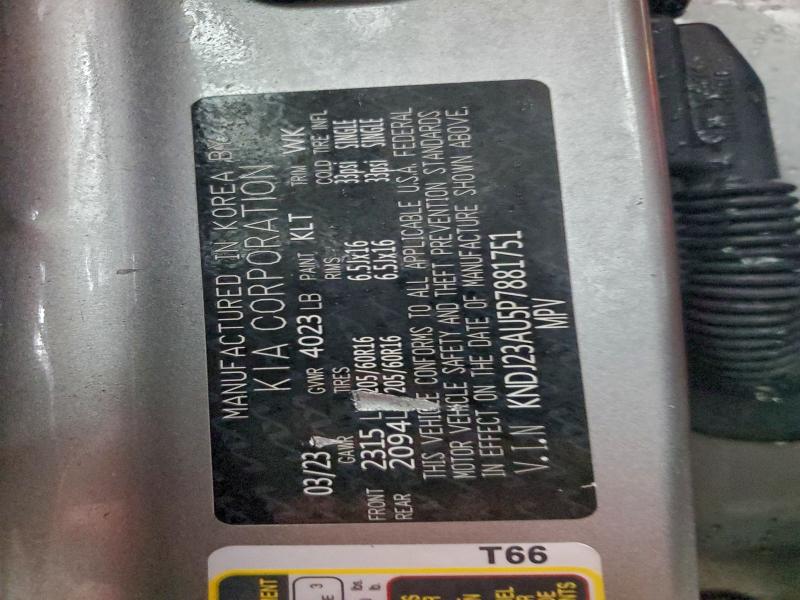 MANUFACTURED IN KOREA BY
KIA CORPORATION
03/23 GVWR 4023 LB PAINT KLT TRIM WK
GAWR TIRES RIMS COLD TIRE INFL
FRONT 2315 205/60R16 6.5Jx16 33psi SINGLE
REAR 2094 205/60R16 6.5Jx16 33psi SINGLE
THIS VEHICLE CONFORMS TO ALL APPLICABLE U.S.A. FEDERAL
MOTOR VEHICLE SAFETY AND THEFT PREVENTION STANDARDS
IN EFFECT ON THE DATE OF MANUFACTURE SHOWN ABOVE.
V.I.N KNDJ23AU5P7881751
MPV
T66
3
lbs